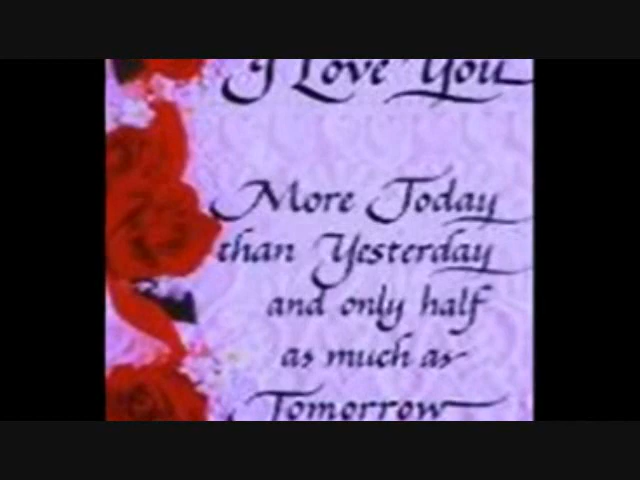 I Love You
More Today
than Yesterday
and only half
as much as
Tomorrow